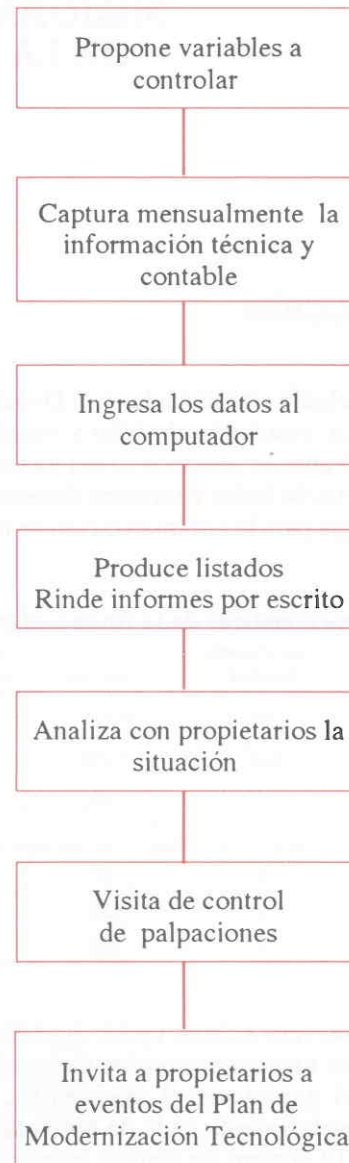 Propone variables a
controlar
Captura mensualmente la
información técnica y
contable
Ingresa los datos al
computador
Produce listados
Rinde informes por escrito
Analiza con propietarios la
situación
Visita de control
de palpaciones
Invita a propietarios a
eventos del Plan de
Modernización Tecnológica